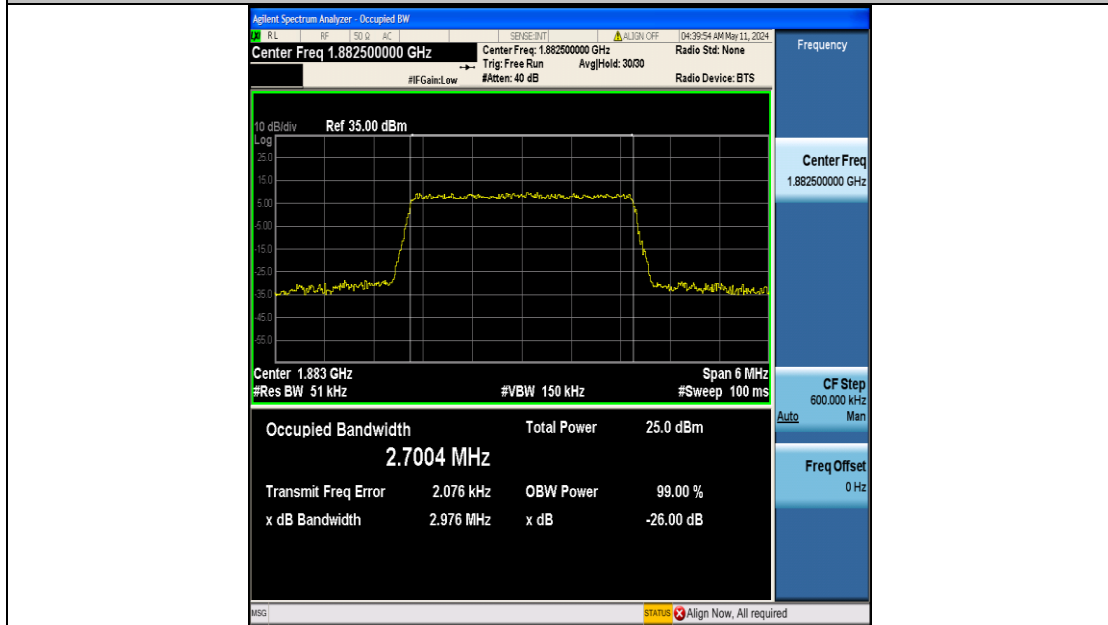 Agilent Spectrum Analyzer - Occupied BW
RL RF 50 Ω AC SENSE:INT ALIGN OFF 04:39:54 AM May 11, 2024
Center Freq 1.882500000 GHz
Center Freq: 1.882500000 GHz Radio Std: None
Trig: Free Run Avg|Hold: 30/30
#IFGain:Low #Atten: 40 dB Radio Device: BTS
Frequency
10 dB/div Ref 35.00 dBm
Log
25.0
15.0
5.00
-5.00
-15.0
-25.0
-35.0
-45.0
-55.0
Center 1.883 GHz Span 6 MHz
#Res BW 51 kHz #VBW 150 kHz #Sweep 100 ms
Occupied Bandwidth Total Power 25.0 dBm
2.7004 MHz
Transmit Freq Error 2.076 kHz OBW Power 99.00 %
x dB Bandwidth 2.976 MHz x dB -26.00 dB
Center Freq
1.882500000 GHz
CF Step
600.000 kHz
Auto Man
Freq Offset
0 Hz
MSG STATUS Align Now, All required